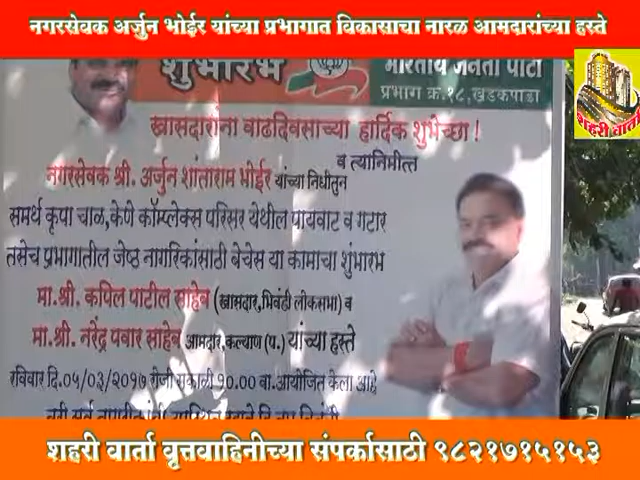 नगरसेवक अर्जुन भोईर यांच्या प्रभागात विकासाचा नारळ आमदारांच्या हस्ते
शुभारंभ
भारतीय जनता पार्टी
प्रभाग क्र.१८,खडकपाडा
शहरी वार्ता
खासदारांना वाढदिवसाच्या हार्दिक शुभेच्छा !
व त्यानिमीत्त
नगरसेवक श्री. अर्जुन शांताराम भोईर यांच्या निधीतुन
समर्थ कृपा चाळ,केणे कॉम्प्लेक्स परिसर येथील पायवाट व गटार
तसेच प्रभागातील जेष्ठ नागरिकांसाठी बेचेस या कामाचा शुंभारभ
मा.श्री. कपिल पाटील साहेब (खासदार,भिवंडी लोकसभा) व
मा.श्री. नरेंद्र पवार साहेब आमदार,कल्याण (प.) यांच्या हस्ते
रविवार दि.०५/०३/२०१७ रोजी सकाळी १०.०० वा.आयोजित केला आहे
शहरी वार्ता वृत्तवाहिनीच्या संपर्कासाठी ९८२१७१५१५३